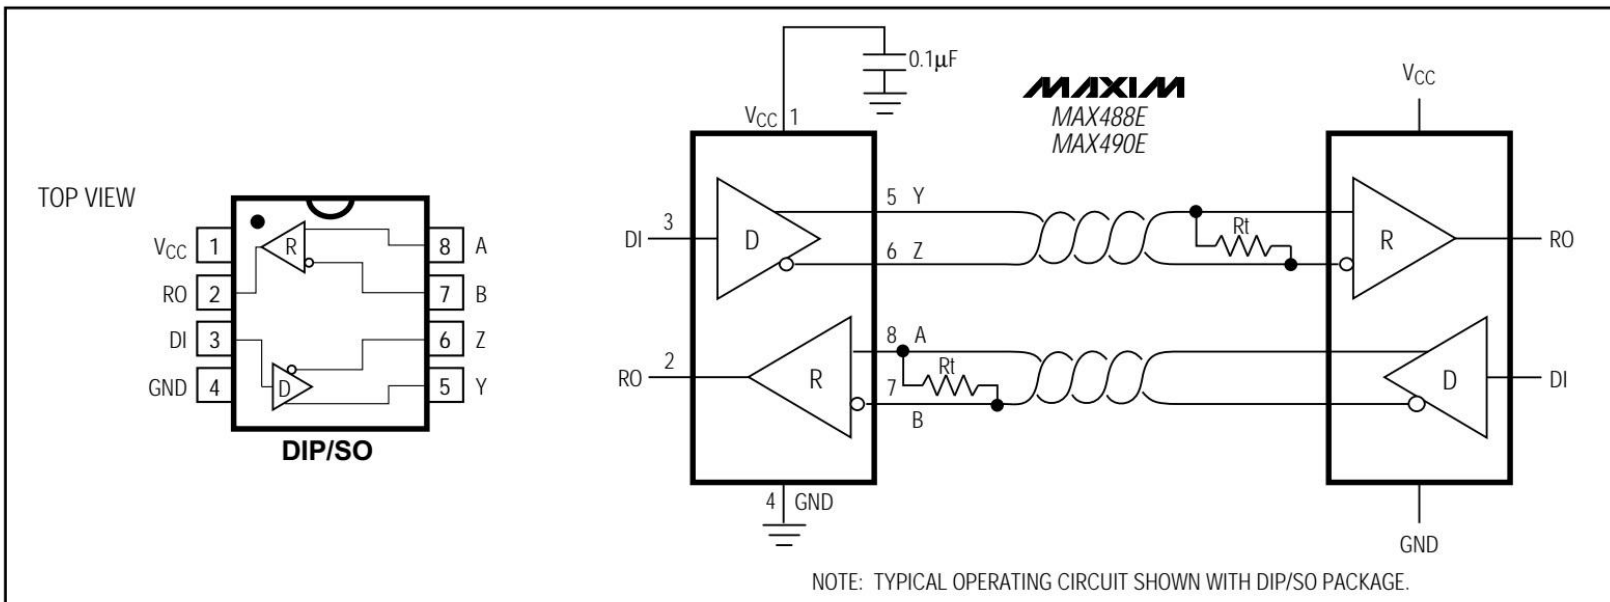 TOP VIEW
VCC 1
RO 2
DI 3
GND 4
8 A
7 B
6 Z
5 Y
R
D
DIP/SO
0.1µF
MAXIM
MAX488E
MAX490E
VCC 1
VCC
DI 3
D
5 Y
6 Z
Rt
R
RO
RO 2
R
8 A
7
B
Rt
D
DI
4 GND
GND
NOTE: TYPICAL OPERATING CIRCUIT SHOWN WITH DIP/SO PACKAGE.